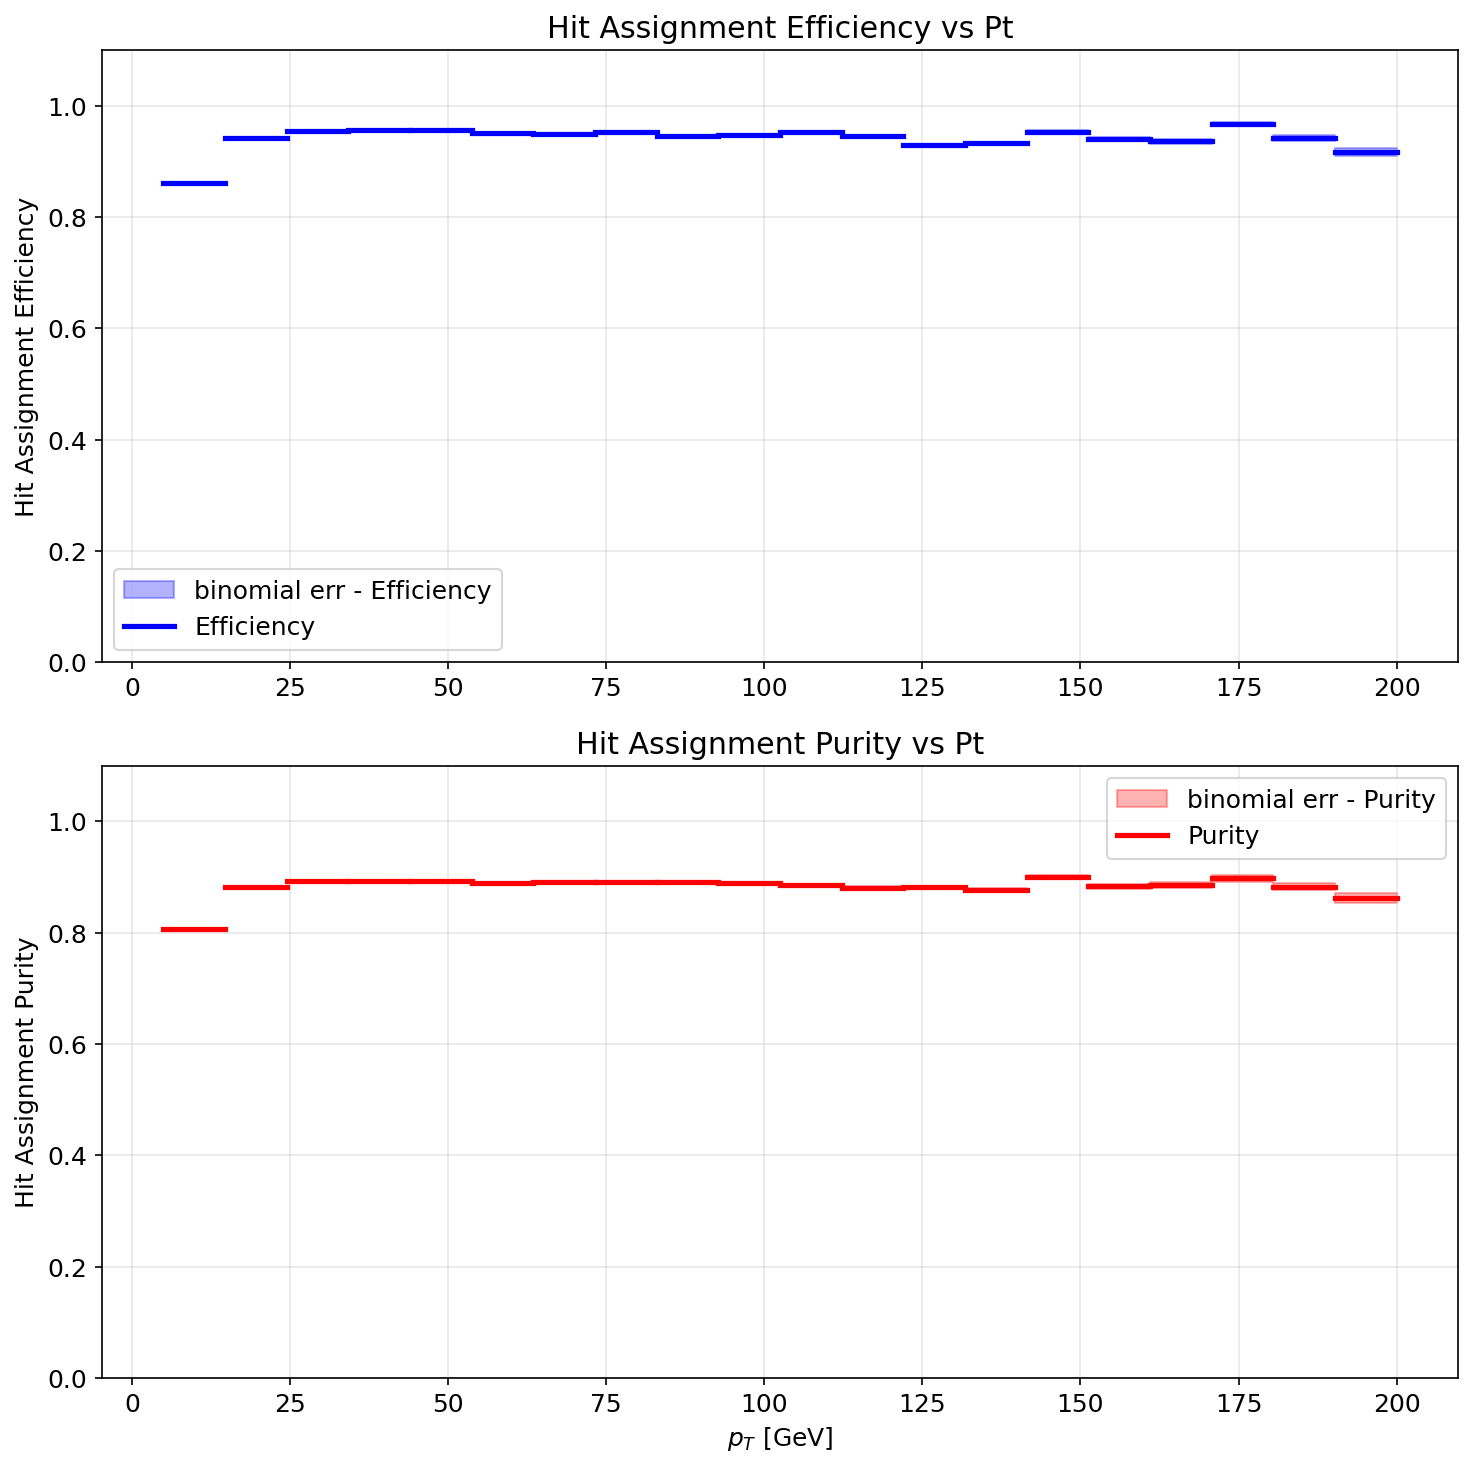 Hit Assignment Efficiency vs Pt
Hit Assignment Efficiency
1.0
0.8
0.6
0.4
0.2
0.0
binomial err - Efficiency
Efficiency
0 25 50 75 100 125 150 175 200
Hit Assignment Purity vs Pt
Hit Assignment Purity
1.0
0.8
0.6
0.4
0.2
0.0
binomial err - Purity
Purity
0 25 50 75 100 125 150 175 200
p_T [GeV]